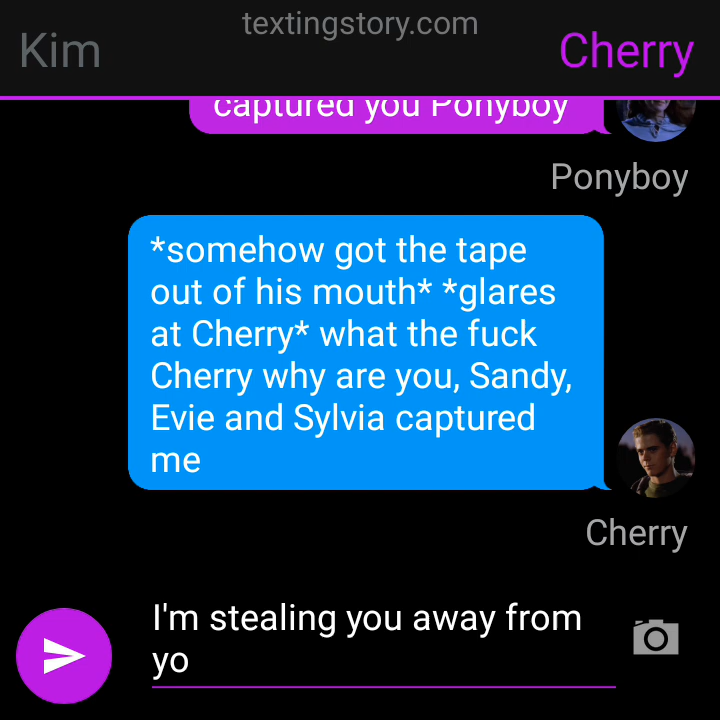 textingstory.com
Kim
Cherry
captured you Ponyboy
Ponyboy
*somehow got the tape
out of his mouth* *glares
at Cherry* what the fuck
Cherry why are you, Sandy,
Evie and Sylvia captured
me
Cherry
I'm stealing you away from
yo